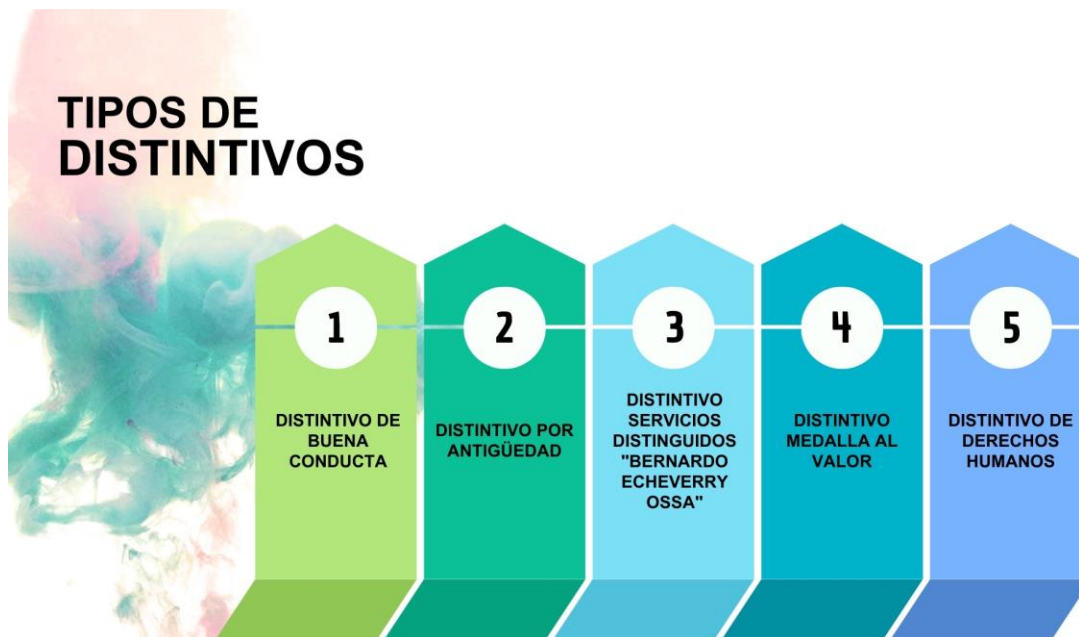 TIPOS DE
DISTINTIVOS
1
DISTINTIVO DE
BUENA
CONDUCTA
2
DISTINTIVO POR
ANTIGÜEDAD
3
DISTINTIVO
SERVICIOS
DISTINGUIDOS
"BERNARDO
ECHEVERRY
OSSA"
4
DISTINTIVO
MEDALLA AL
VALOR
5
DISTINTIVO DE
DERECHOS
HUMANOS